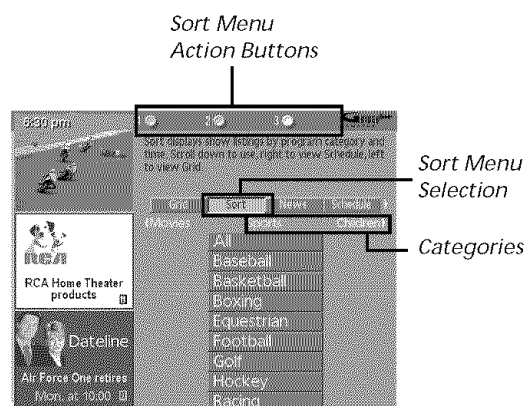 Sort Menu
Action Buttons
6:30 pm
1
2
3
Sort displays show listings by program category and
time. Scroll down to use, right to view Schedule, left
to view Grid.
Sort Menu
Selection
Grid Sort News Schedule
Movies Sports Children
Categories
All
Baseball
Basketball
Boxing
Equestrian
Football
Golf
Hockey
Racing
RCA
RCA Home Theater
products
Dateline
Air Force One retires
Mon. at 10:00